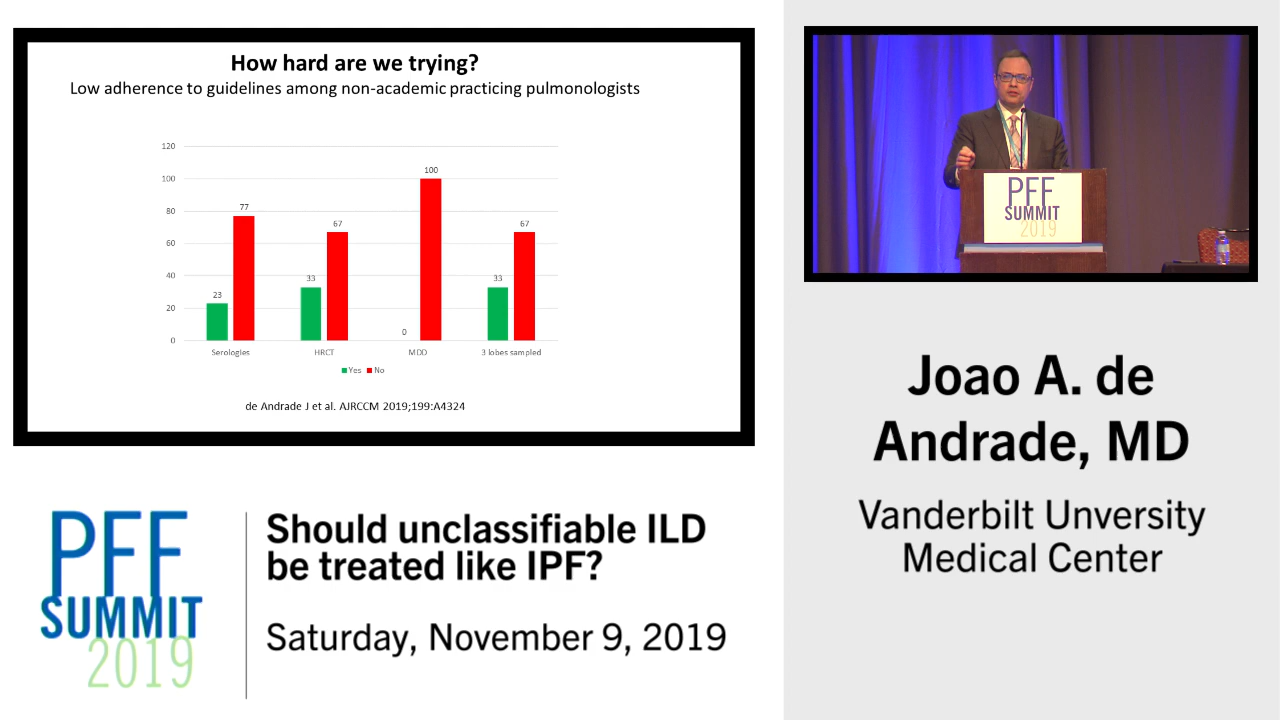 How hard are we trying?
Low adherence to guidelines among non-academic practicing pulmonologists
120
100
80
60
40
20
0
23
77
33
67
0
100
33
67
Serologies
HRCT
MDD
3 lobes sampled
Yes
No
de Andrade J et al. AJRCCM 2019;199:A4324
PFF
SUMMIT
2019
Joao A. de
Andrade, MD
Vanderbilt Unversity
Medical Center
PFF
SUMMIT
2019
Should unclassifiable ILD
be treated like IPF?
Saturday, November 9, 2019